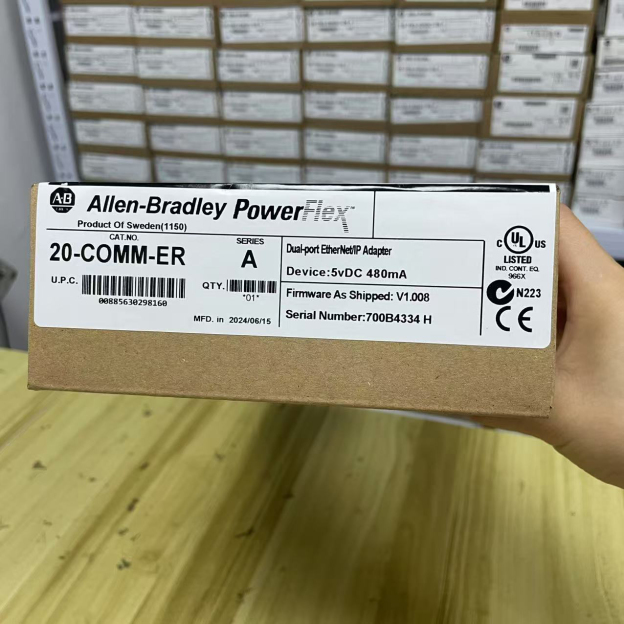 A·B
Allen-Bradley PowerFlex™
Product Of Sweden(1150)
CAT.NO.
20-COMM-ER
SERIES
A
U.P.C.
00885630298160
QTY.
"01"
MFD. in 2024/06/15
Dual-port EtherNet/IP Adapter
Device:5vDC 480mA
Firmware As Shipped: V1.008
Serial Number:700B4334 H
C UL US
LISTED
IND. CONT. EQ.
966X
N223
CE